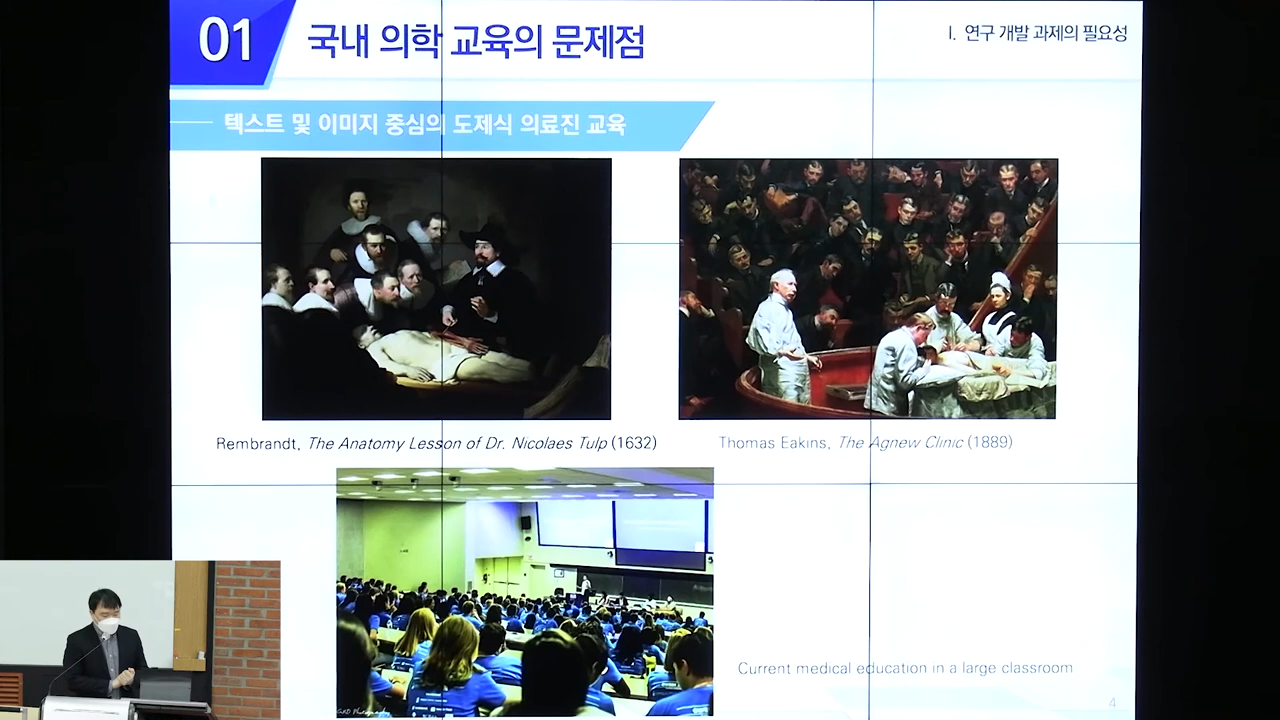 01
국내 의학 교육의 문제점
I. 연구 개발 과제의 필요성
텍스트 및 이미지 중심의 도제식 의료진 교육
Rembrandt, The Anatomy Lesson of Dr. Nicolaes Tulp (1632)
Thomas Eakins, The Agnew Clinic (1889)
Current medical education in a large classroom
4